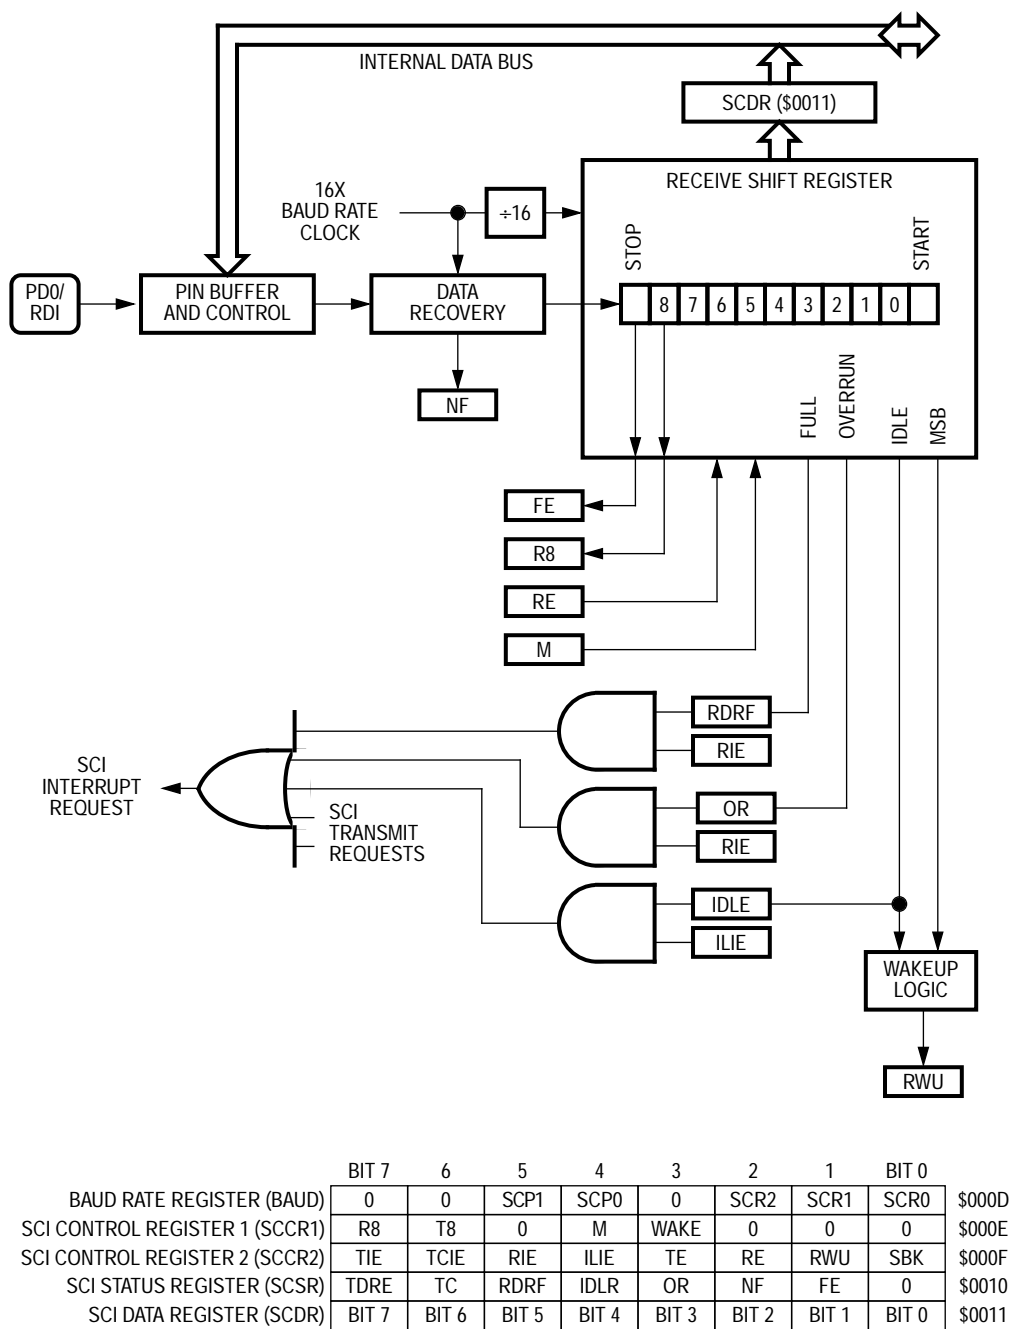 INTERNAL DATA BUS
SCDR ($0011)
RECEIVE SHIFT REGISTER
16X
BAUD RATE
CLOCK
÷16
STOP
START
PD0/
RDI
PIN BUFFER
AND CONTROL
DATA
RECOVERY
8 7 6 5 4 3 2 1 0
NF
FULL
OVERRUN
IDLE
MSB
FE
R8
RE
M
RDRF
RIE
SCI
INTERRUPT
REQUEST
SCI
TRANSMIT
REQUESTS
OR
RIE
IDLE
ILIE
WAKEUP
LOGIC
RWU
BIT 7 6 5 4 3 2 1 BIT 0
BAUD RATE REGISTER (BAUD) 0 0 SCP1 SCP0 0 SCR2 SCR1 SCR0 $000D
SCI CONTROL REGISTER 1 (SCCR1) R8 T8 0 M WAKE 0 0 0 $000E
SCI CONTROL REGISTER 2 (SCCR2) TIE TCIE RIE ILIE TE RE RWU SBK $000F
SCI STATUS REGISTER (SCSR) TDRE TC RDRF IDLR OR NF FE 0 $0010
SCI DATA REGISTER (SCDR) BIT 7 BIT 6 BIT 5 BIT 4 BIT 3 BIT 2 BIT 1 BIT 0 $0011